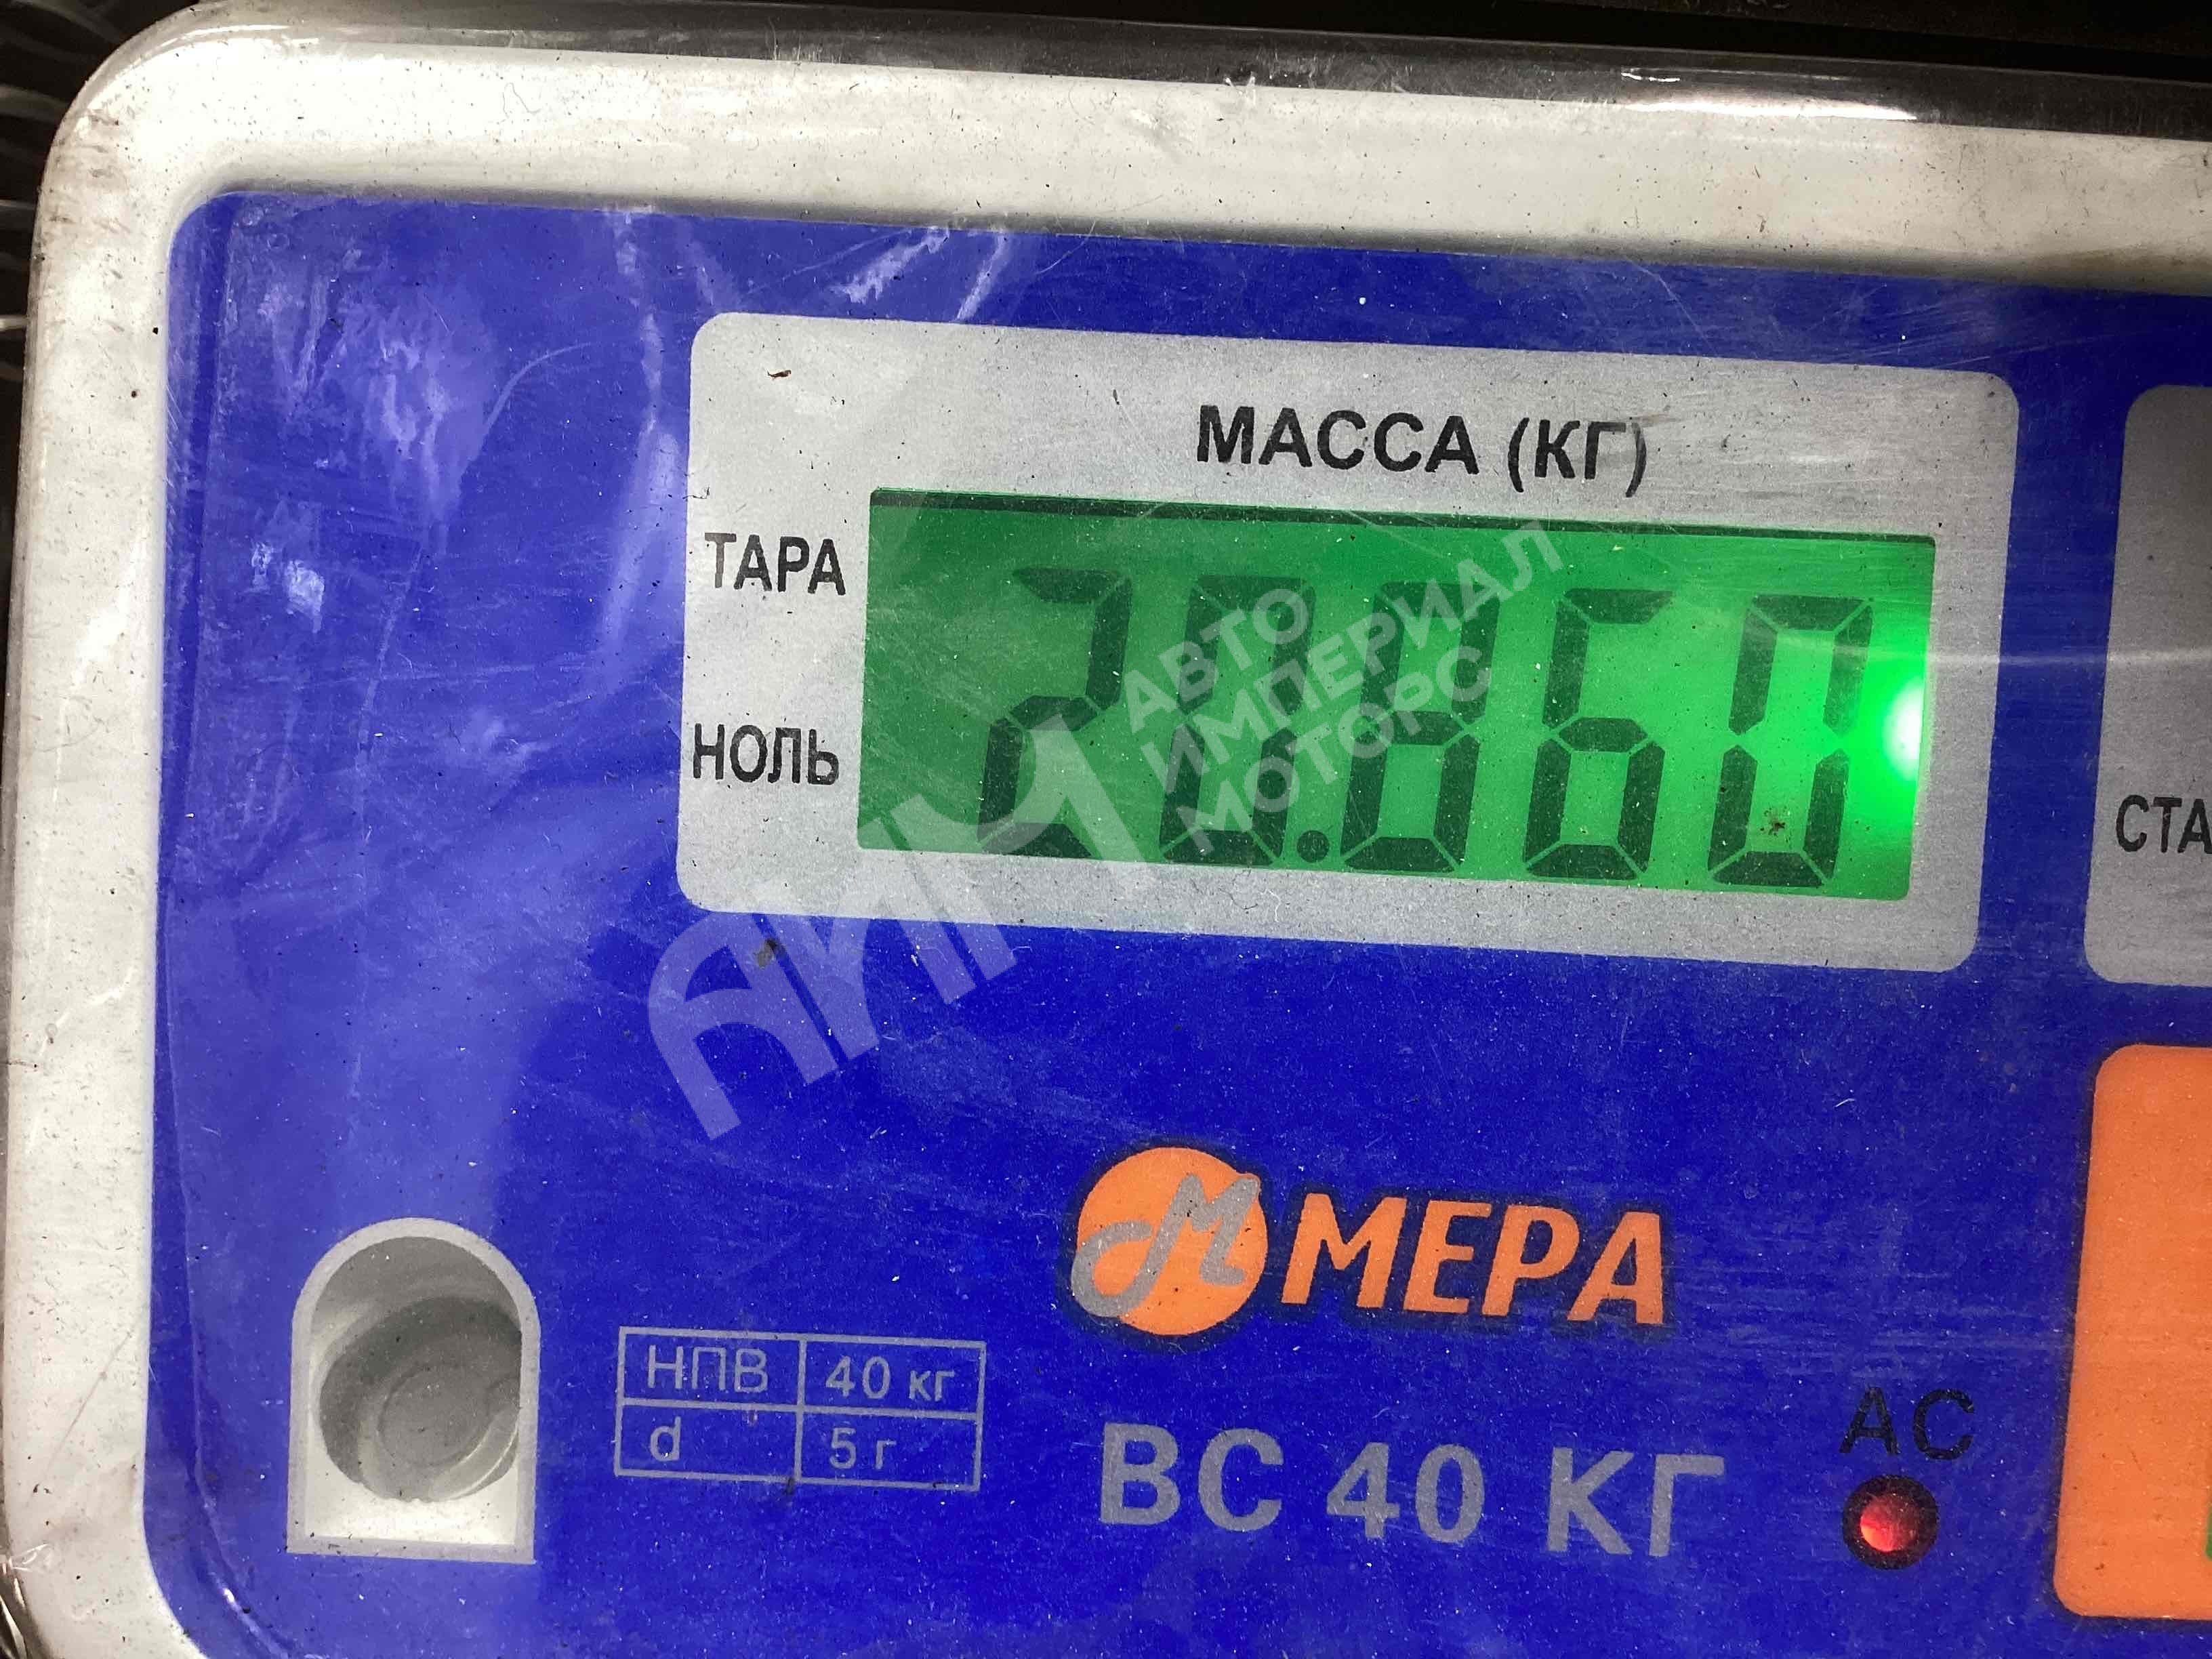 МАССА (КГ)
ТАРА
НОЛЬ
20.860
СТА
АИМ
АВТО
ИМПЕРИАЛ
МОТОРС
МЕРА
НПВ 40 кг
d 5 г
ВС 40 КГ
AC